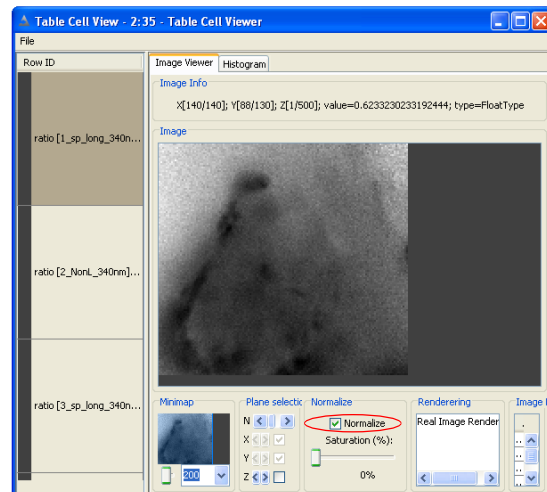 Table Cell View - 2:35 - Table Cell Viewer
File
Row ID
Image Viewer
Histogram
Image Info
X[140/140]; Y[88/130]; Z[1/500]; value=0.6233230233192444; type=FloatType
Image
ratio [1_sp_long_340n...
ratio [2_NonL_340nm]...
ratio [3_sp_long_340n...
Minimap
200
Plane selectic
N
X
Y
Z
Normalize
Normalize
Saturation (%):
0%
Renderering
Real Image Render
Image
.
..
..
..